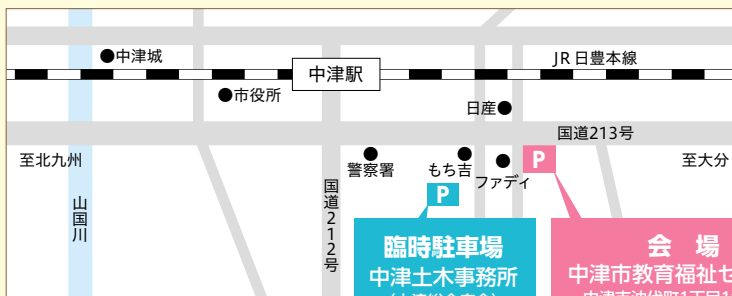 中津城
JR日豊本線
中津駅
市役所
日産
国道213号
至北九州
警察署
もち吉
ファディ
P
至大分
P
山国川
国道212号
臨時駐車場
中津土木事務所
会 場
中津市教育福祉セ